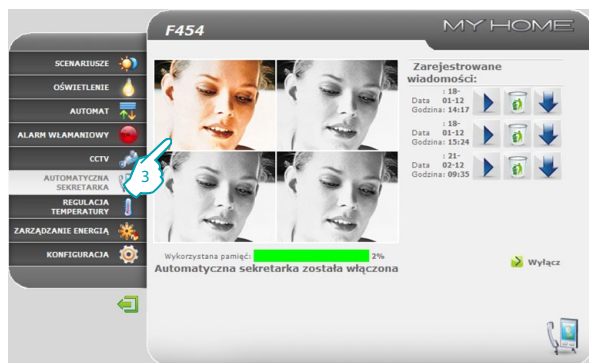 F454
MY HOME
SCENARIUSZE
OŚWIETLENIE
AUTOMAT
ALARM WŁAMANIOWY
CCTV
AUTOMATYCZNA
SEKRETARKA
REGULACJA
TEMPERATURY
ZARZĄDZANIE ENERGIĄ
KONFIGURACJA
3
Wykorzystana pamięć: 2%
Automatyczna sekretarka została włączona
Zarejestrowane
wiadomości:
: 18-
Data 01-12
Godzina: 14:17
: 18-
Data 01-12
Godzina: 15:24
: 21-
Data 02-12
Godzina: 09:35
Wyłącz